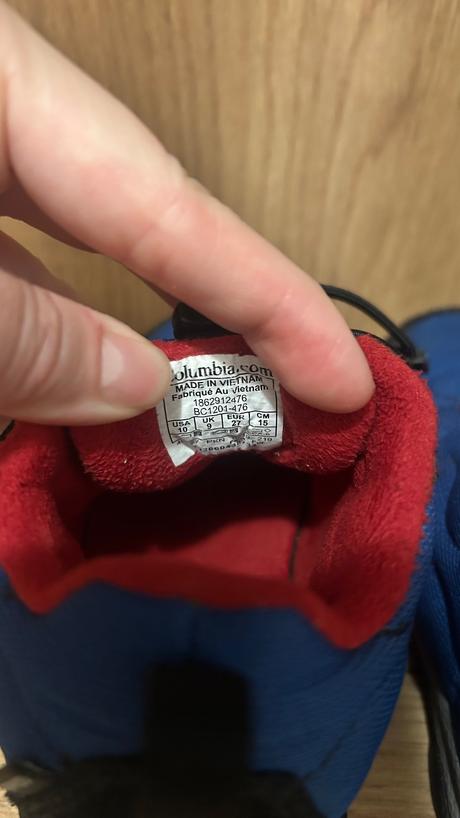 columbia.com
MADE IN VIETNAM
Fabriqué Au Vietnam
1862912476
BC1201-476
USA UK EUR CM
10 9 27 15